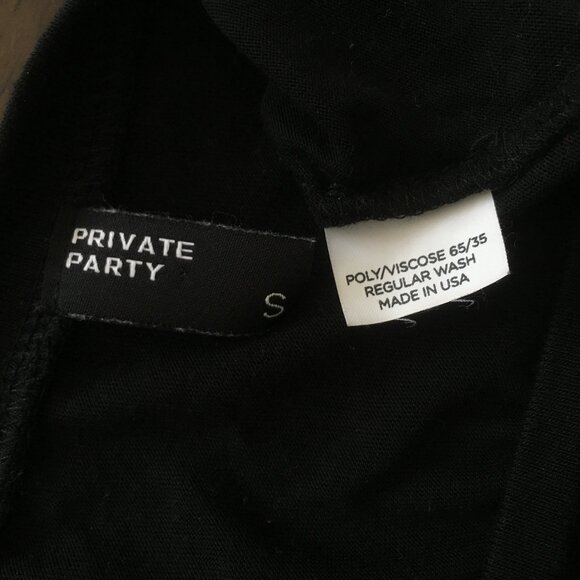 PRIVATE
PARTY
S
POLY/VISCOSE 65/35
REGULAR WASH
MADE IN USA